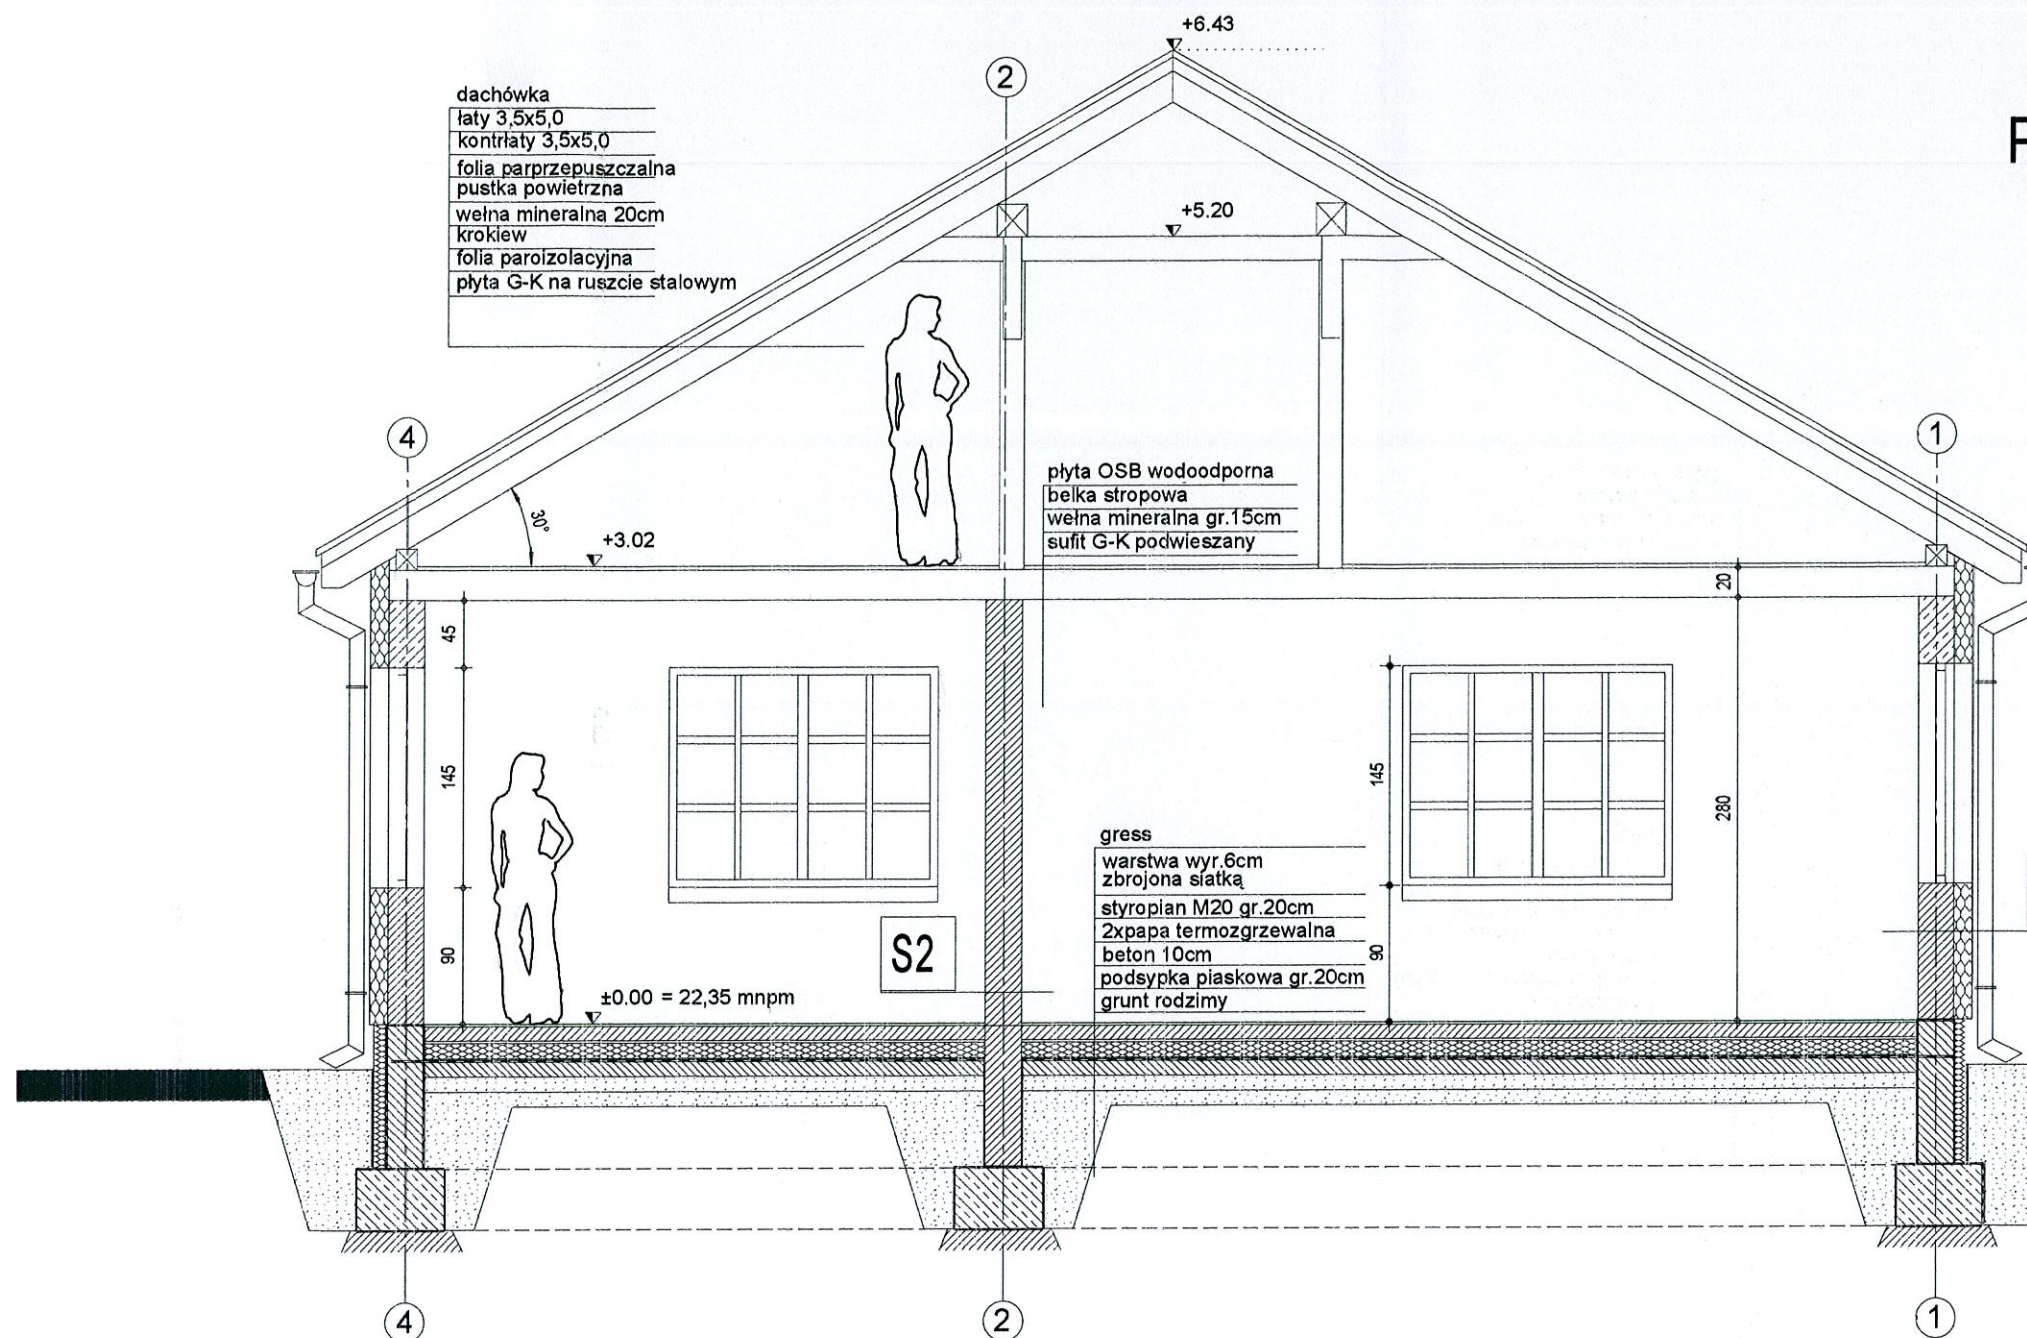 +6.43
2
dachówka
łaty 3,5x5,0
kontrłaty 3,5x5,0
folia parprzepuszczalna
pustka powietrzna
wełna mineralna 20cm
krokiew
folia paroizolacyjna
płyta G-K na ruszcie stalowym
P
+5.20
4
1
30°
+3.02
płyta OSB wodoodporna
belka stropowa
wełna mineralna gr.15cm
sufit G-K podwieszany
20
45
145
145
280
gress
warstwa wyr.6cm
zbrojona siatką
styropian M20 gr.20cm
2xpapa termozgrzewalna
beton 10cm
podsypka piaskowa gr.20cm
grunt rodzimy
90
90
S2
±0.00 = 22,35 mnpm
4
2
1